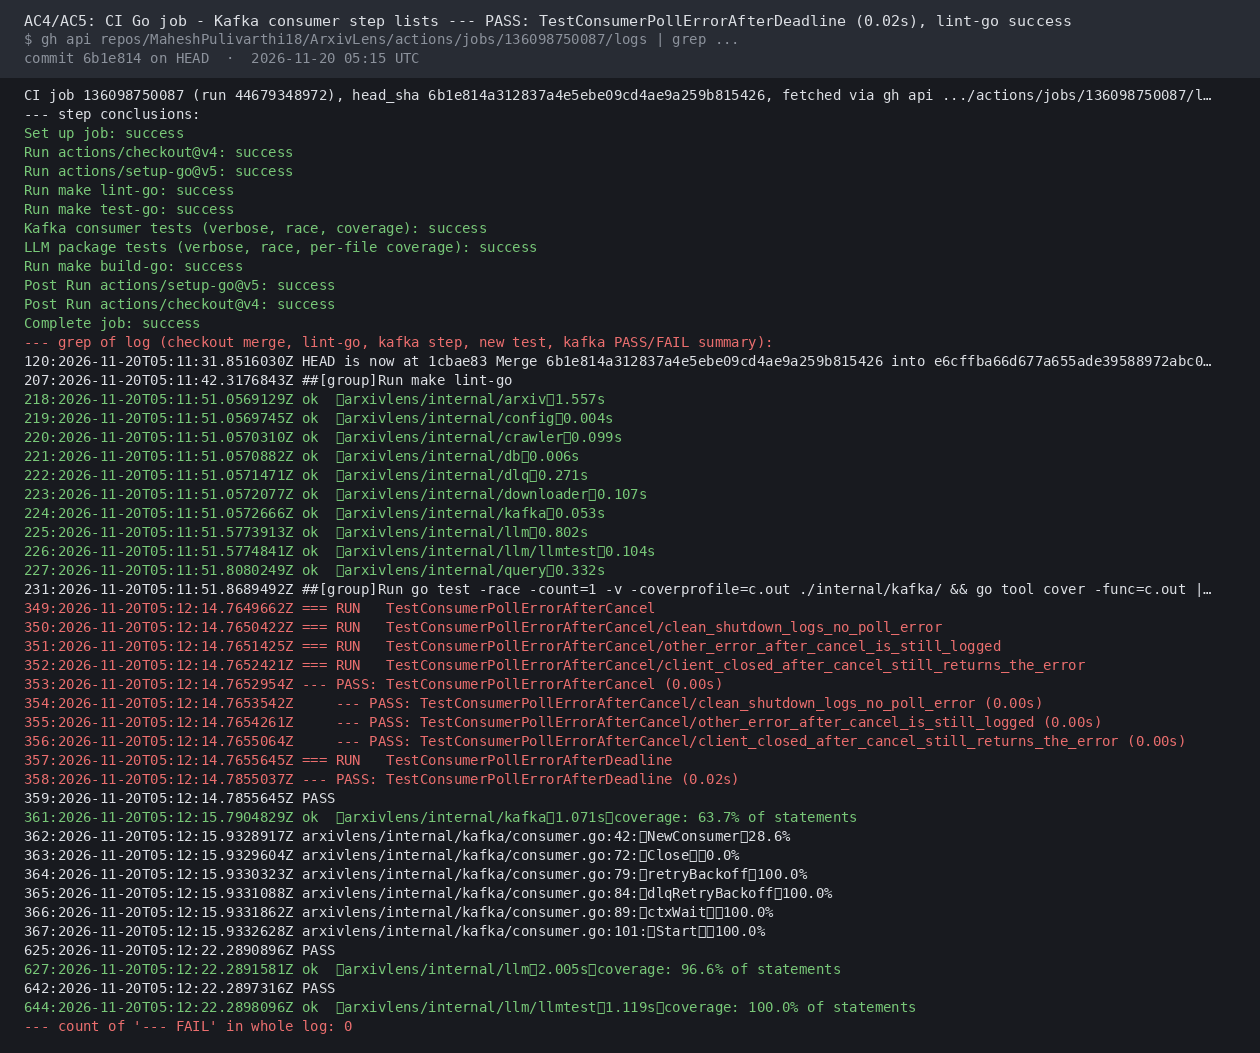 AC4/AC5: CI Go job - Kafka consumer step lists --- PASS: TestConsumerPollErrorAfterDeadline (0.02s), lint-go success
$ gh api repos/MaheshPulivarthi18/ArxivLens/actions/jobs/136098750087/logs | grep ...
commit 6b1e814 on HEAD  ·  2026-11-20 05:15 UTC
CI job 136098750087 (run 44679348972), head_sha 6b1e814a312837a4e5ebe09cd4ae9a259b815426, fetched via gh api .../actions/jobs/136098750087/l…
--- step conclusions:
Set up job: success
Run actions/checkout@v4: success
Run actions/setup-go@v5: success
Run make lint-go: success
Run make test-go: success
Kafka consumer tests (verbose, race, coverage): success
LLM package tests (verbose, race, per-file coverage): success
Run make build-go: success
Post Run actions/setup-go@v5: success
Post Run actions/checkout@v4: success
Complete job: success
--- grep of log (checkout merge, lint-go, kafka step, new test, kafka PASS/FAIL summary):
120:2026-11-20T05:11:31.8516030Z HEAD is now at 1cbae83 Merge 6b1e814a312837a4e5ebe09cd4ae9a259b815426 into e6cffba66d677a655ade39588972abc0…
207:2026-11-20T05:11:42.3176843Z ##[group]Run make lint-go
218:2026-11-20T05:11:51.0569129Z ok  ▯arxivlens/internal/arxiv▯1.557s
219:2026-11-20T05:11:51.0569745Z ok  ▯arxivlens/internal/config▯0.004s
220:2026-11-20T05:11:51.0570310Z ok  ▯arxivlens/internal/crawler▯0.099s
221:2026-11-20T05:11:51.0570882Z ok  ▯arxivlens/internal/db▯0.006s
222:2026-11-20T05:11:51.0571471Z ok  ▯arxivlens/internal/dlq▯0.271s
223:2026-11-20T05:11:51.0572077Z ok  ▯arxivlens/internal/downloader▯0.107s
224:2026-11-20T05:11:51.0572666Z ok  ▯arxivlens/internal/kafka▯0.053s
225:2026-11-20T05:11:51.5773913Z ok  ▯arxivlens/internal/llm▯0.802s
226:2026-11-20T05:11:51.5774841Z ok  ▯arxivlens/internal/llm/llmtest▯0.104s
227:2026-11-20T05:11:51.8080249Z ok  ▯arxivlens/internal/query▯0.332s
231:2026-11-20T05:11:51.8689492Z ##[group]Run go test -race -count=1 -v -coverprofile=c.out ./internal/kafka/ && go tool cover -func=c.out |…
349:2026-11-20T05:12:14.7649662Z === RUN   TestConsumerPollErrorAfterCancel
350:2026-11-20T05:12:14.7650422Z === RUN   TestConsumerPollErrorAfterCancel/clean_shutdown_logs_no_poll_error
351:2026-11-20T05:12:14.7651425Z === RUN   TestConsumerPollErrorAfterCancel/other_error_after_cancel_is_still_logged
352:2026-11-20T05:12:14.7652421Z === RUN   TestConsumerPollErrorAfterCancel/client_closed_after_cancel_still_returns_the_error
353:2026-11-20T05:12:14.7652954Z --- PASS: TestConsumerPollErrorAfterCancel (0.00s)
354:2026-11-20T05:12:14.7653542Z     --- PASS: TestConsumerPollErrorAfterCancel/clean_shutdown_logs_no_poll_error (0.00s)
355:2026-11-20T05:12:14.7654261Z     --- PASS: TestConsumerPollErrorAfterCancel/other_error_after_cancel_is_still_logged (0.00s)
356:2026-11-20T05:12:14.7655064Z     --- PASS: TestConsumerPollErrorAfterCancel/client_closed_after_cancel_still_returns_the_error (0.00s)
357:2026-11-20T05:12:14.7655645Z === RUN   TestConsumerPollErrorAfterDeadline
358:2026-11-20T05:12:14.7855037Z --- PASS: TestConsumerPollErrorAfterDeadline (0.02s)
359:2026-11-20T05:12:14.7855645Z PASS
361:2026-11-20T05:12:15.7904829Z ok  ▯arxivlens/internal/kafka▯1.071s▯coverage: 63.7% of statements
362:2026-11-20T05:12:15.9328917Z arxivlens/internal/kafka/consumer.go:42:▯NewConsumer▯28.6%
363:2026-11-20T05:12:15.9329604Z arxivlens/internal/kafka/consumer.go:72:▯Close▯▯0.0%
364:2026-11-20T05:12:15.9330323Z arxivlens/internal/kafka/consumer.go:79:▯retryBackoff▯100.0%
365:2026-11-20T05:12:15.9331088Z arxivlens/internal/kafka/consumer.go:84:▯dlqRetryBackoff▯100.0%
366:2026-11-20T05:12:15.9331862Z arxivlens/internal/kafka/consumer.go:89:▯ctxWait▯▯100.0%
367:2026-11-20T05:12:15.9332628Z arxivlens/internal/kafka/consumer.go:101:▯Start▯▯100.0%
625:2026-11-20T05:12:22.2890896Z PASS
627:2026-11-20T05:12:22.2891581Z ok  ▯arxivlens/internal/llm▯2.005s▯coverage: 96.6% of statements
642:2026-11-20T05:12:22.2897316Z PASS
644:2026-11-20T05:12:22.2898096Z ok  ▯arxivlens/internal/llm/llmtest▯1.119s▯coverage: 100.0% of statements
--- count of '--- FAIL' in whole log: 0